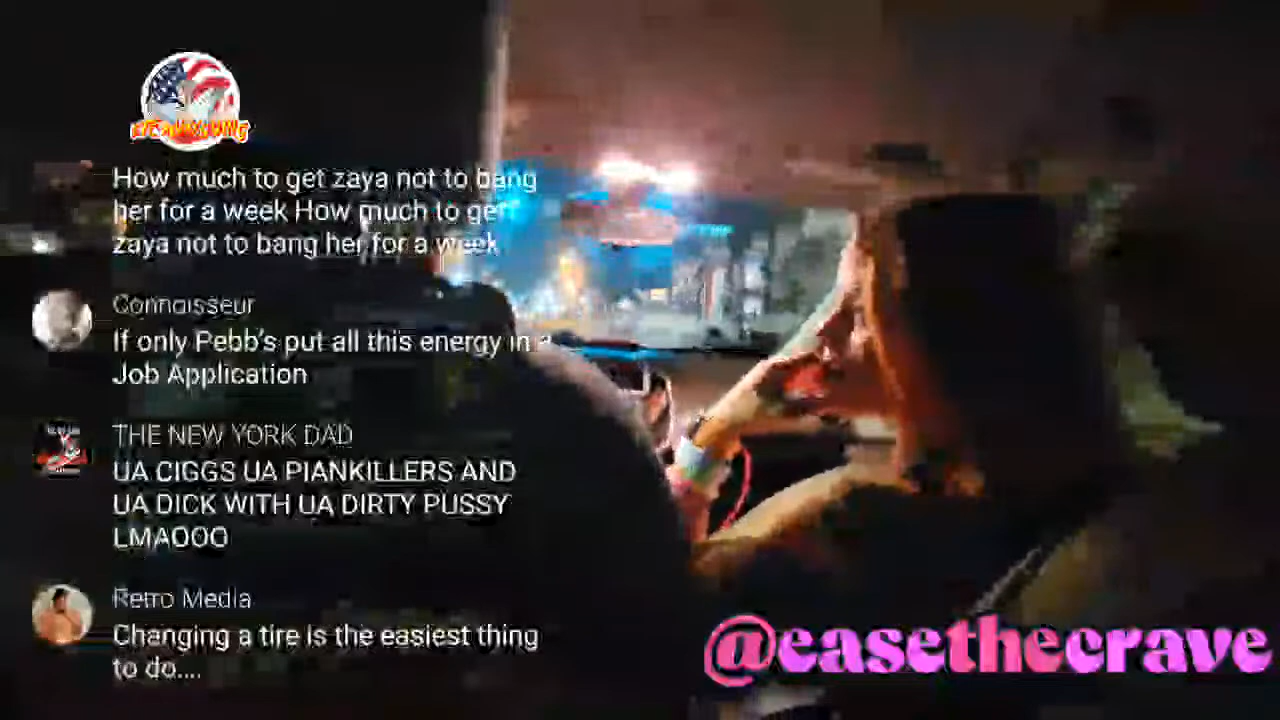 How much to get zaya not to bang
her for a week How much to get
zaya not to bang her for a week
Connaisseur
If only Pebb's put all this energy in a
Job Application
THE NEW YORK DAD
UA CIGGS UA PIANKILLERS AND
UA DICK WITH UA DIRTY PUSSY
LMAOOO
Retro Media
Changing a tire is the easiest thing
to do....
@easethecrave